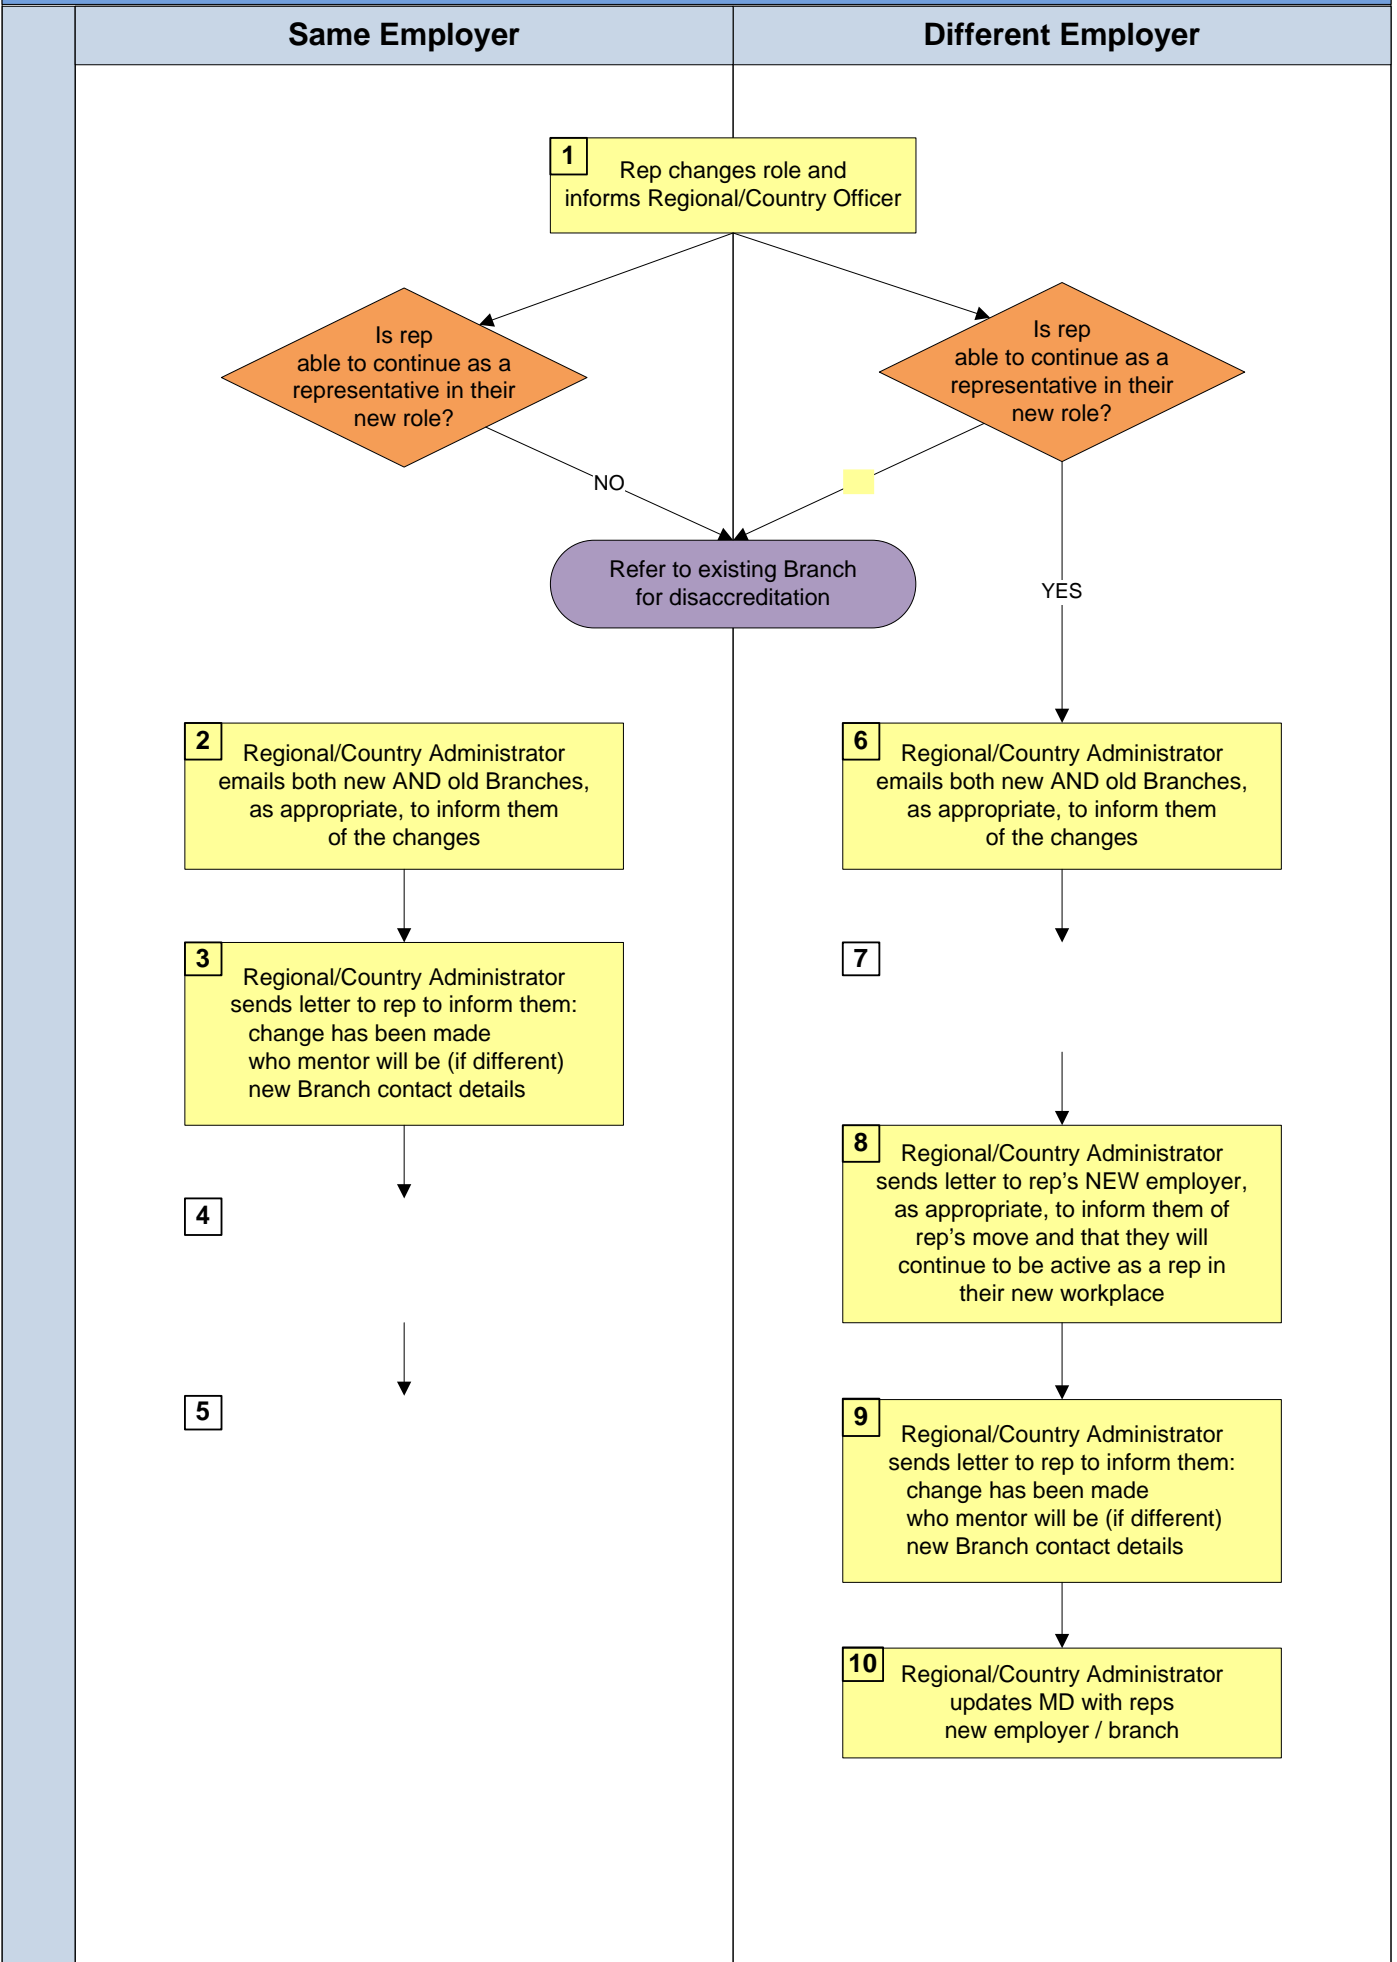 Same Employer
Different Employer
1
Rep changes role and
informs Regional/Country Officer
Is rep
able to continue as a
representative in their
new role?
Is rep
able to continue as a
representative in their
new role?
NO
Refer to existing Branch
for disaccreditation
YES
2
Regional/Country Administrator
emails both new AND old Branches,
as appropriate, to inform them
of the changes
6
Regional/Country Administrator
emails both new AND old Branches,
as appropriate, to inform them
of the changes
3
Regional/Country Administrator
sends letter to rep to inform them:
change has been made
who mentor will be (if different)
new Branch contact details
7
8
Regional/Country Administrator
sends letter to rep's NEW employer,
as appropriate, to inform them of
rep's move and that they will
continue to be active as a rep in
their new workplace
4
5
9
Regional/Country Administrator
sends letter to rep to inform them:
change has been made
who mentor will be (if different)
new Branch contact details
10
Regional/Country Administrator
updates MD with reps
new employer / branch